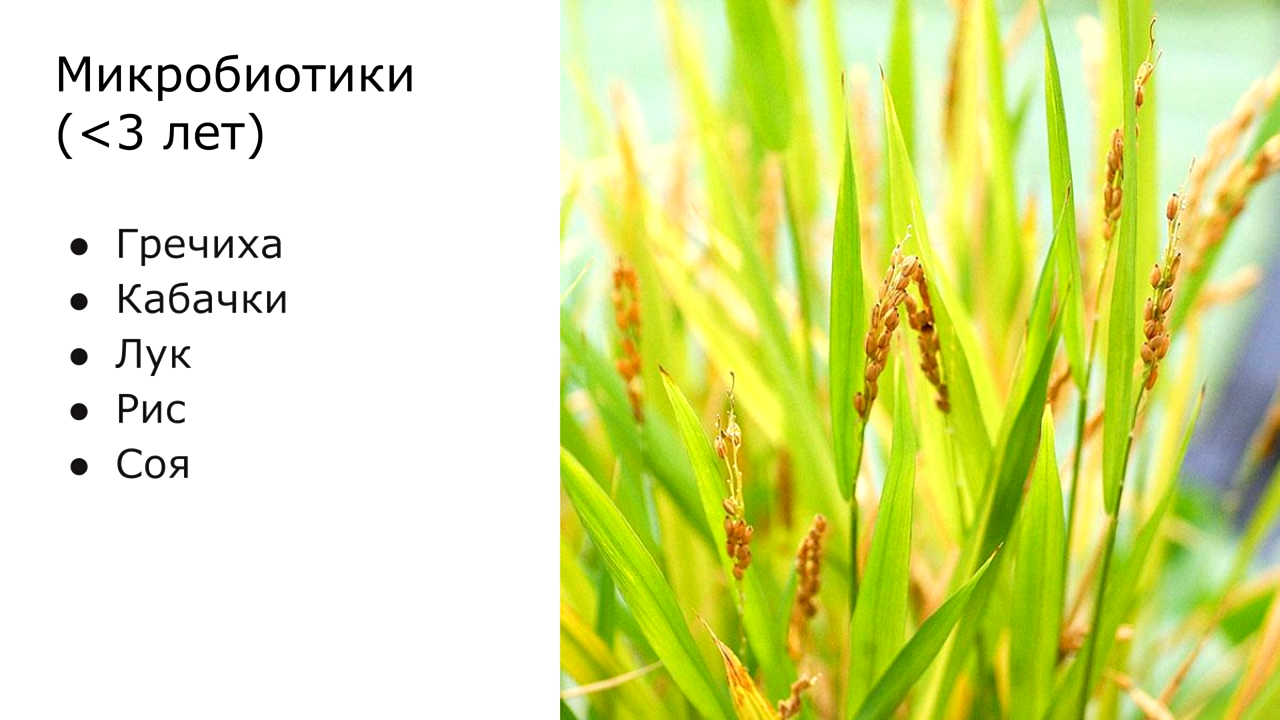 Микробиотики
(<3 лет)
● Гречиха
● Кабачки
● Лук
● Рис
● Соя